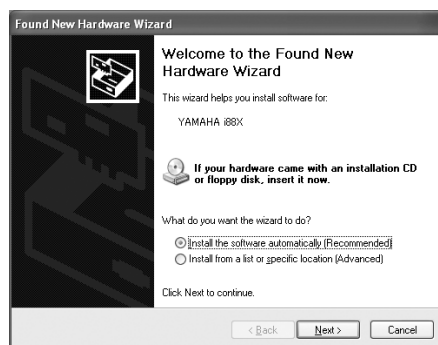 Found New Hardware Wizard
Welcome to the Found New
Hardware Wizard
This wizard helps you install software for:
YAMAHA i88X
If your hardware came with an installation CD
or floppy disk, insert it now.
What do you want the wizard to do?
Install the software automatically (Recommended)
Install from a list or specific location (Advanced)
Click Next to continue.
< Back
Next >
Cancel